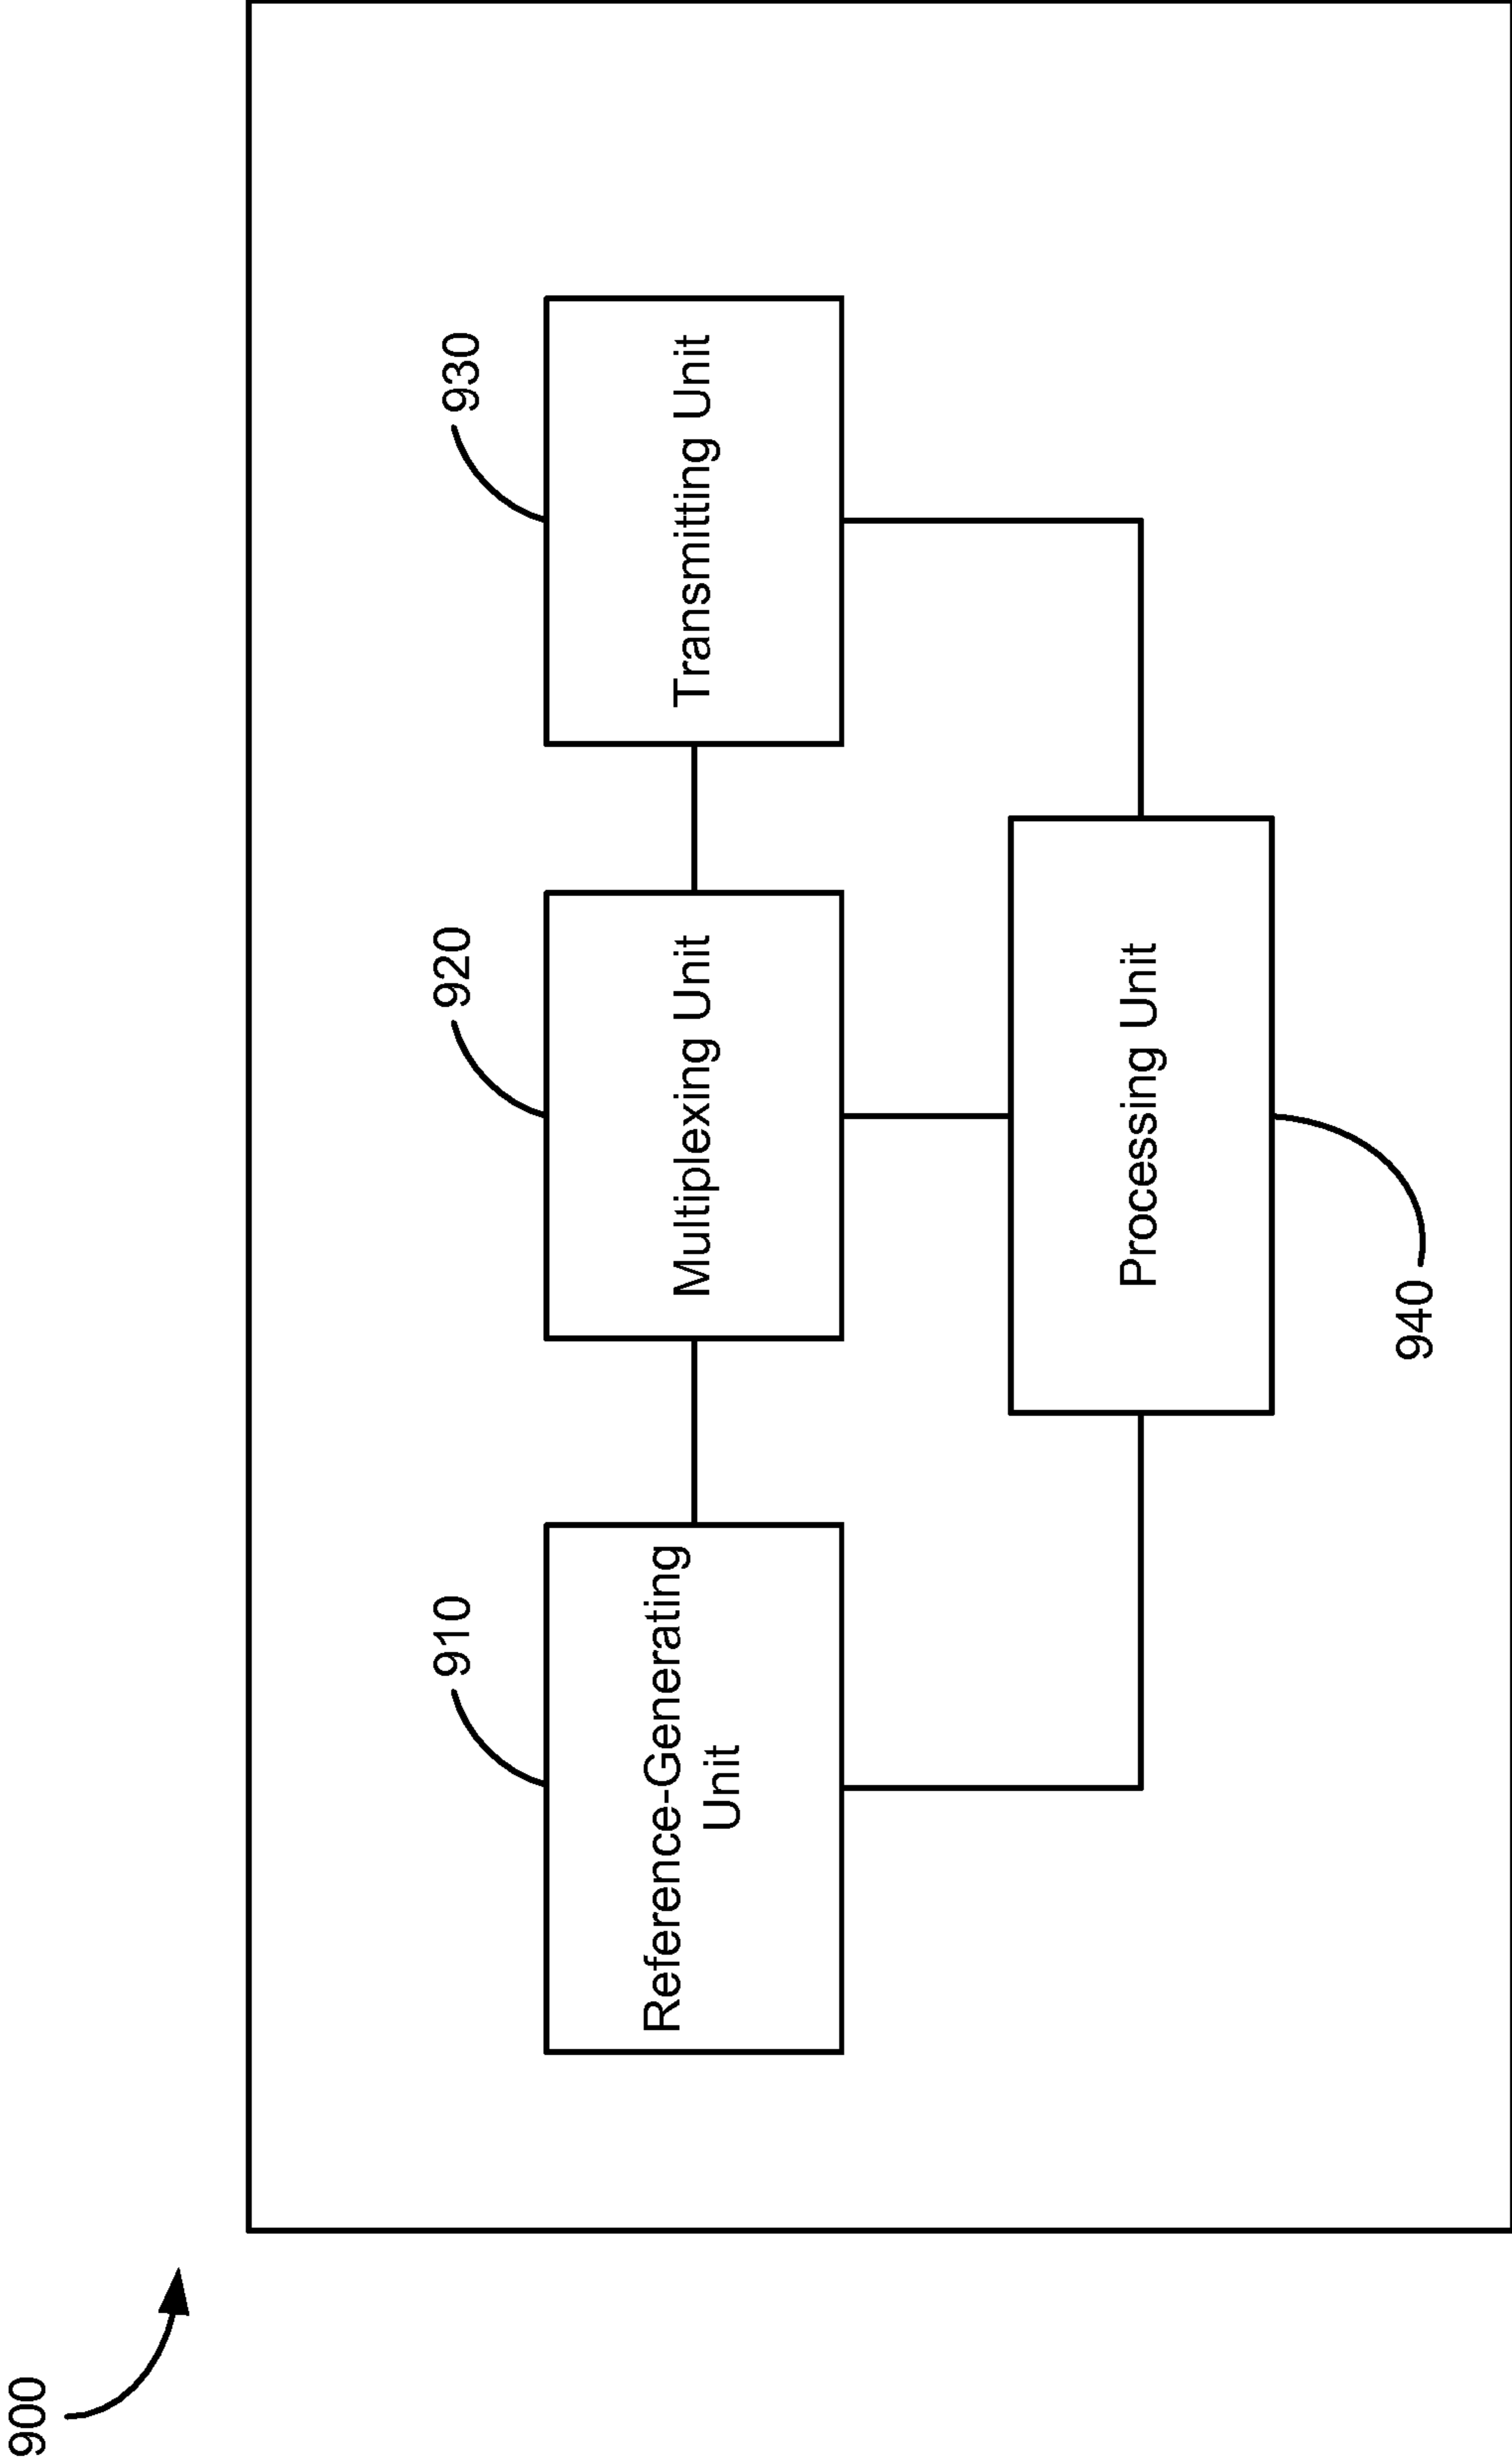 900
910
920
930
Reference-Generating
Unit
Multiplexing Unit
Transmitting Unit
Processing Unit
940